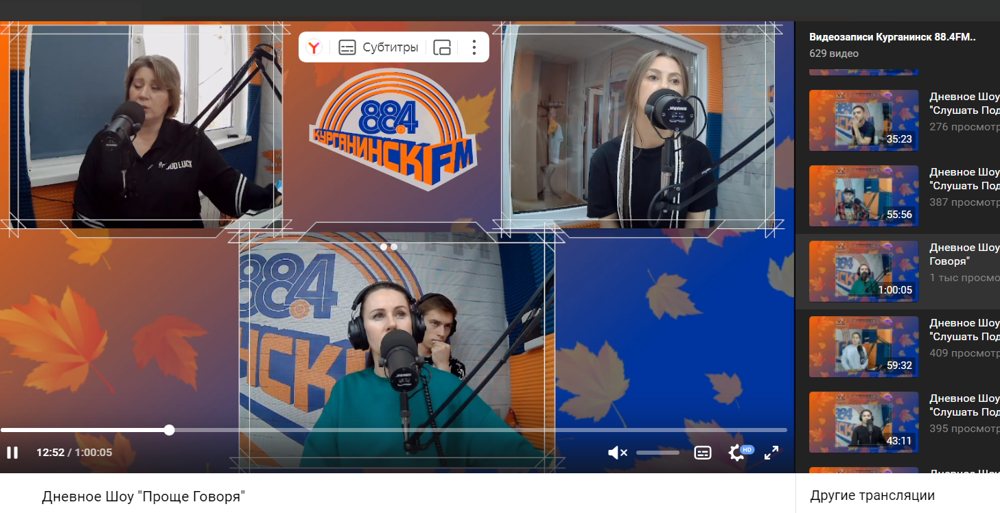 Субтитры
88.4
КУРГАНИНСК FM
LUCK
88.4
12:52 / 1:00:05
HD
Дневное Шоу "Проще Говоря"
Видеозаписи Курганинск 88.4FM..
629 видео
Дневное Шоу
"Слушать Под
276 просмотр
35:23
Дневное Шоу
"Слушать Под
387 просмотр
55:56
Дневное Шоу
Говоря"
1 тыс просмо
1:00:05
Дневное Шоу
"Слушать Под
409 просмотр
59:32
Дневное Шоу
"Слушать Под
395 просмотр
43:11
Другие трансляции